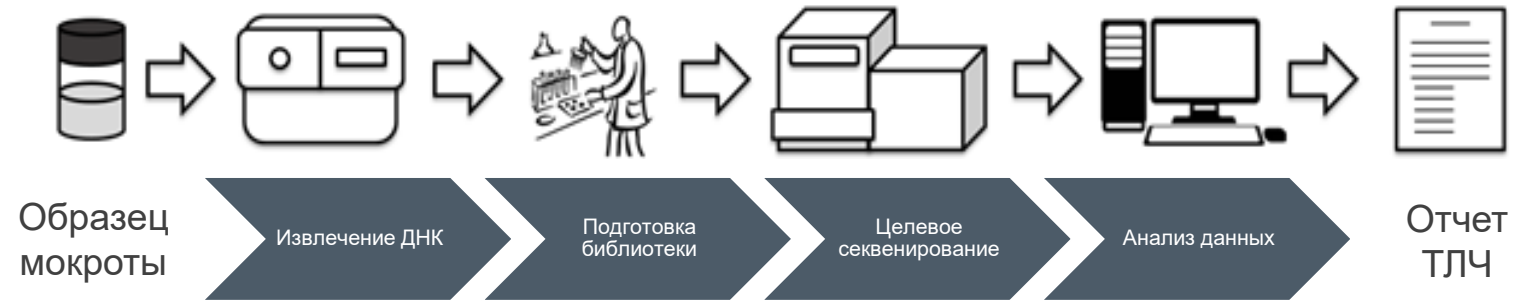 Образец
мокроты
Извлечение ДНК
Подготовка
библиотеки
Целевое
секвенирование
Анализ данных
Отчет
ТЛЧ